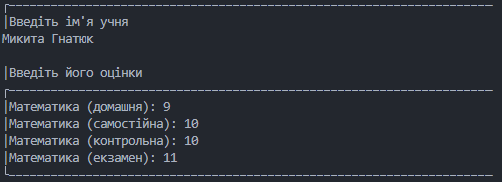 Введіть ім'я учня
Микита Гнатюк
Введіть його оцінки
Математика (домашня): 9
Математика (самостійна): 10
Математика (контрольна): 10
Математика (екзамен): 11